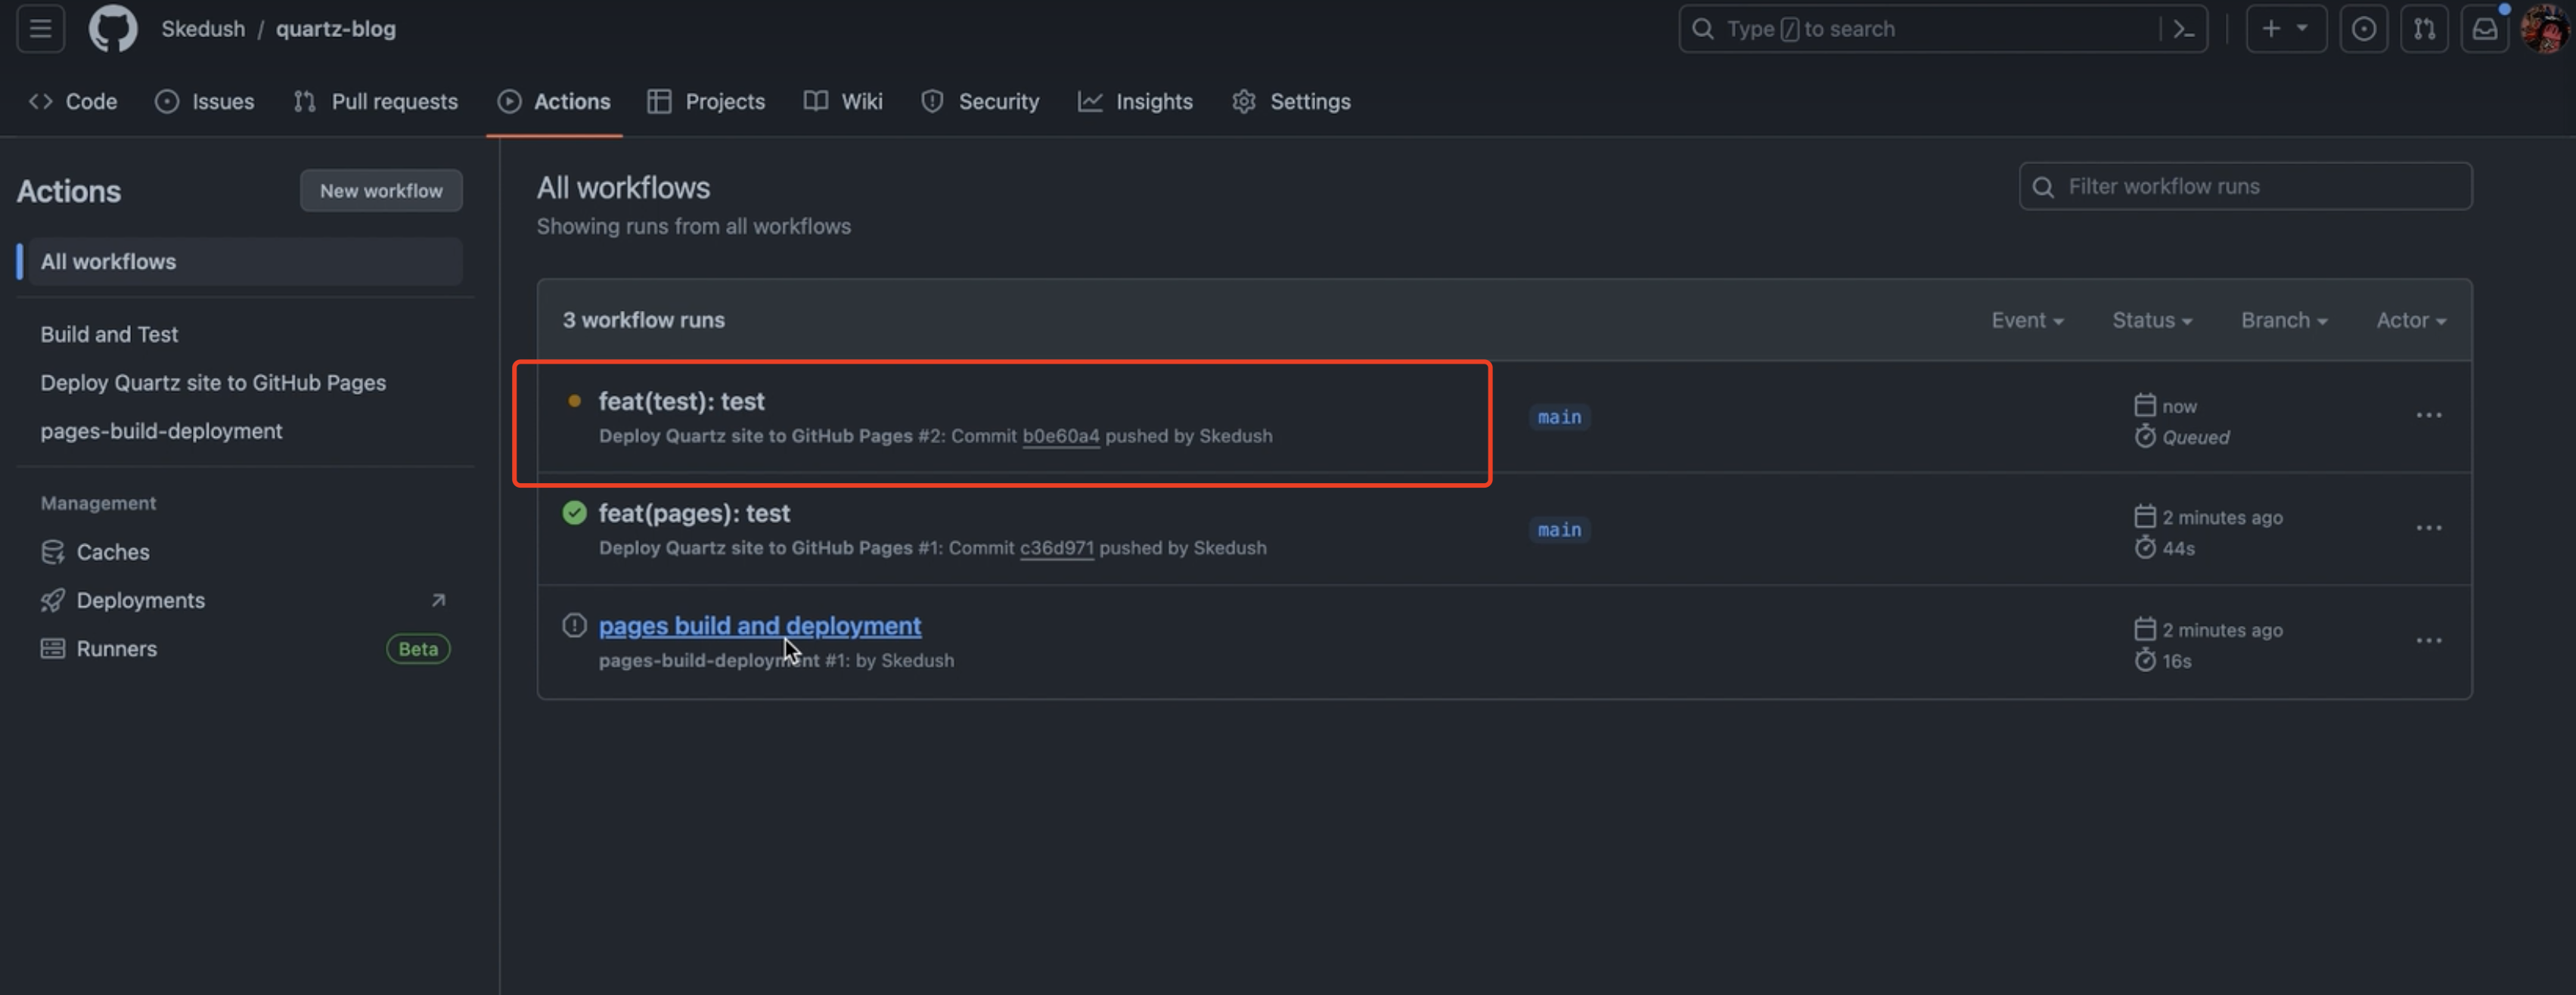 Skedush / quartz-blog
Type / to search
Code
Issues
Pull requests
Actions
Projects
Wiki
Security
Insights
Settings
Actions
New workflow
All workflows
Build and Test
Deploy Quartz site to GitHub Pages
pages-build-deployment
Management
Caches
Deployments
Runners
Beta
All workflows
Showing runs from all workflows
Filter workflow runs
3 workflow runs
Event
Status
Branch
Actor
feat(test): test
Deploy Quartz site to GitHub Pages #2: Commit b0e60a4 pushed by Skedush
main
now
Queued
feat(pages): test
Deploy Quartz site to GitHub Pages #1: Commit c36d971 pushed by Skedush
main
2 minutes ago
44s
pages build and deployment
pages-build-deployment #1: by Skedush
2 minutes ago
16s